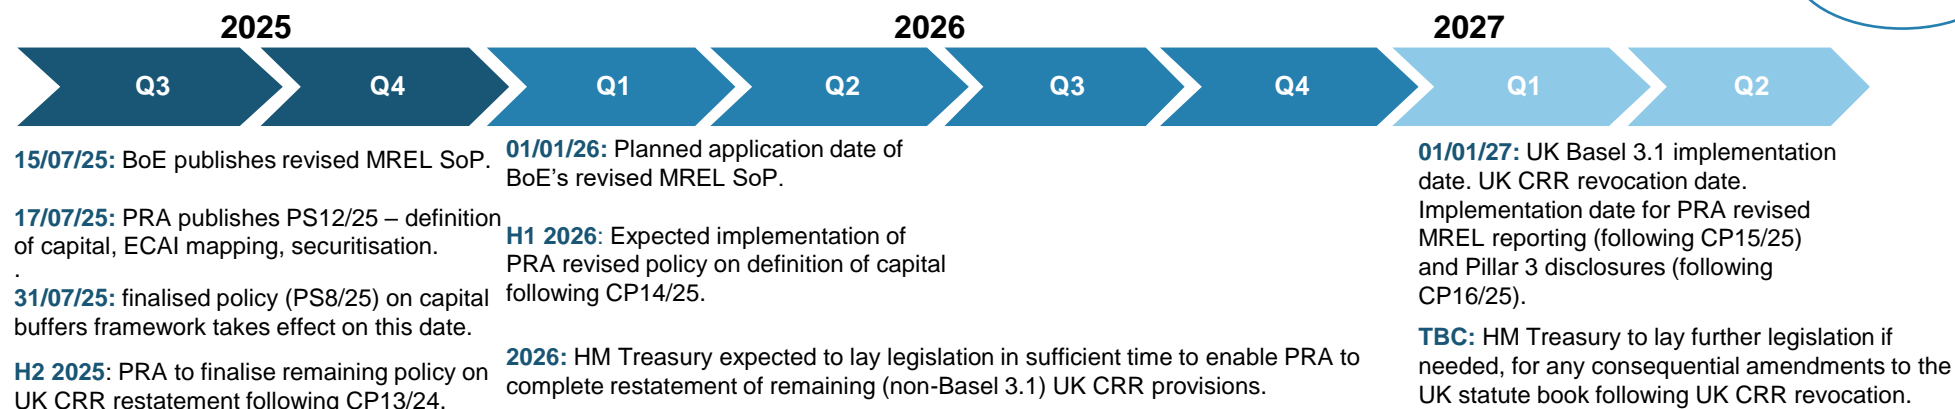 2025
2026
2027
Q3
Q4
Q1
Q2
Q3
Q4
Q1
Q2
15/07/25: BoE publishes revised MREL SoP.
17/07/25: PRA publishes PS12/25 – definition
of capital, ECAI mapping, securitisation.
.
31/07/25: finalised policy (PS8/25) on capital
buffers framework takes effect on this date.
H2 2025: PRA to finalise remaining policy on
UK CRR restatement following CP13/24.
01/01/26: Planned application date of
BoE's revised MREL SoP.
H1 2026: Expected implementation of
PRA revised policy on definition of capital
following CP14/25.
2026: HM Treasury expected to lay legislation in sufficient time to enable PRA to
complete restatement of remaining (non-Basel 3.1) UK CRR provisions.
01/01/27: UK Basel 3.1 implementation
date. UK CRR revocation date.
Implementation date for PRA revised
MREL reporting (following CP15/25)
and Pillar 3 disclosures (following
CP16/25).
TBC: HM Treasury to lay further legislation if
needed, for any consequential amendments to the
UK statute book following UK CRR revocation.